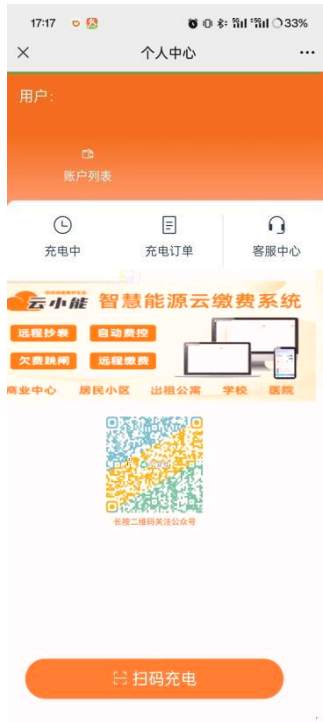 17:17
33%
个人中心
用户:
账户列表
充电中
充电订单
客服中心
云小能 智慧能源云缴费系统
远程抄表 自动费控
欠费跳闸 远程缴费
商业中心 居民小区 出租公寓 学校 医院
长按二维码关注公众号
扫码充电